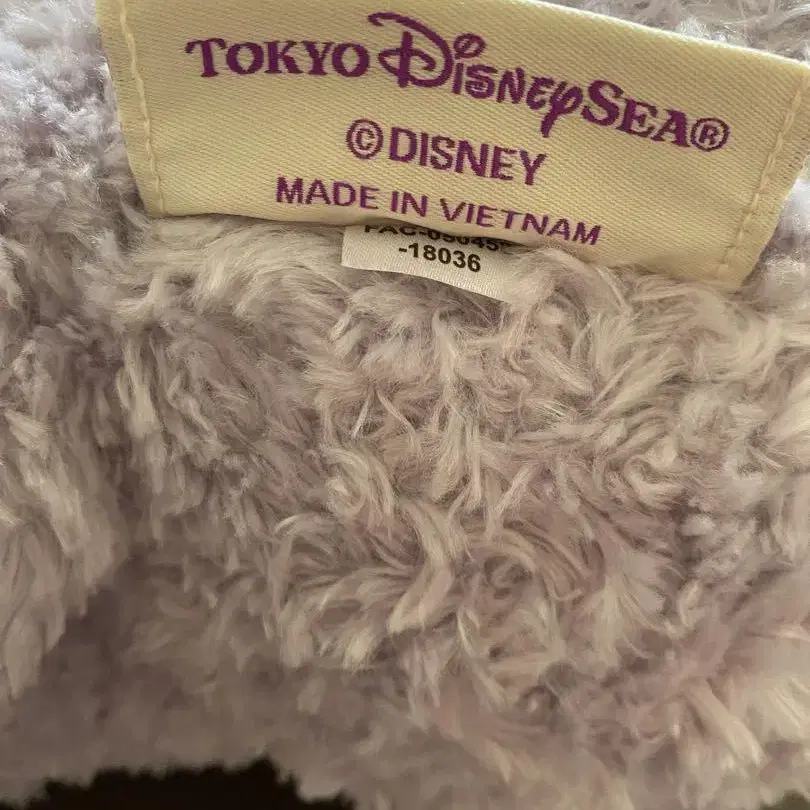 TOKYO DISNEYSEA®
©DISNEY
MADE IN VIETNAM
-18036